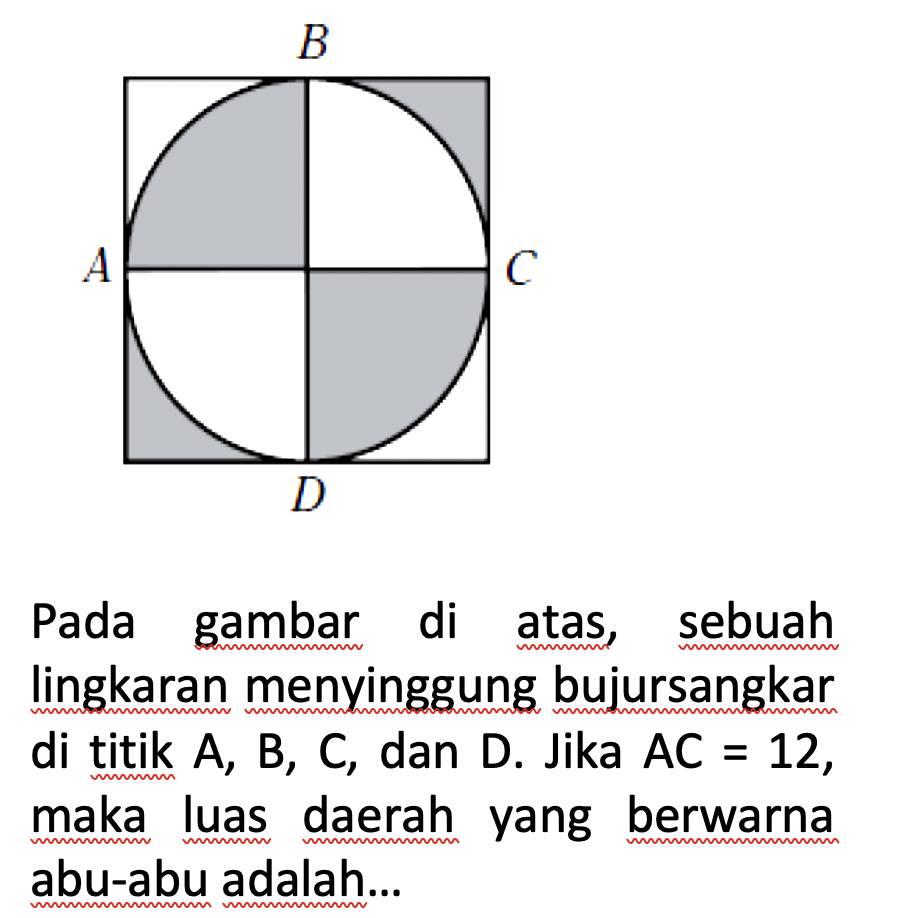 B
A
C
D
Pada gambar di atas, sebuah
lingkaran menyinggung bujursangkar
di titik A, B, C, dan D. Jika AC = 12,
maka luas daerah yang berwarna
abu-abu adalah...